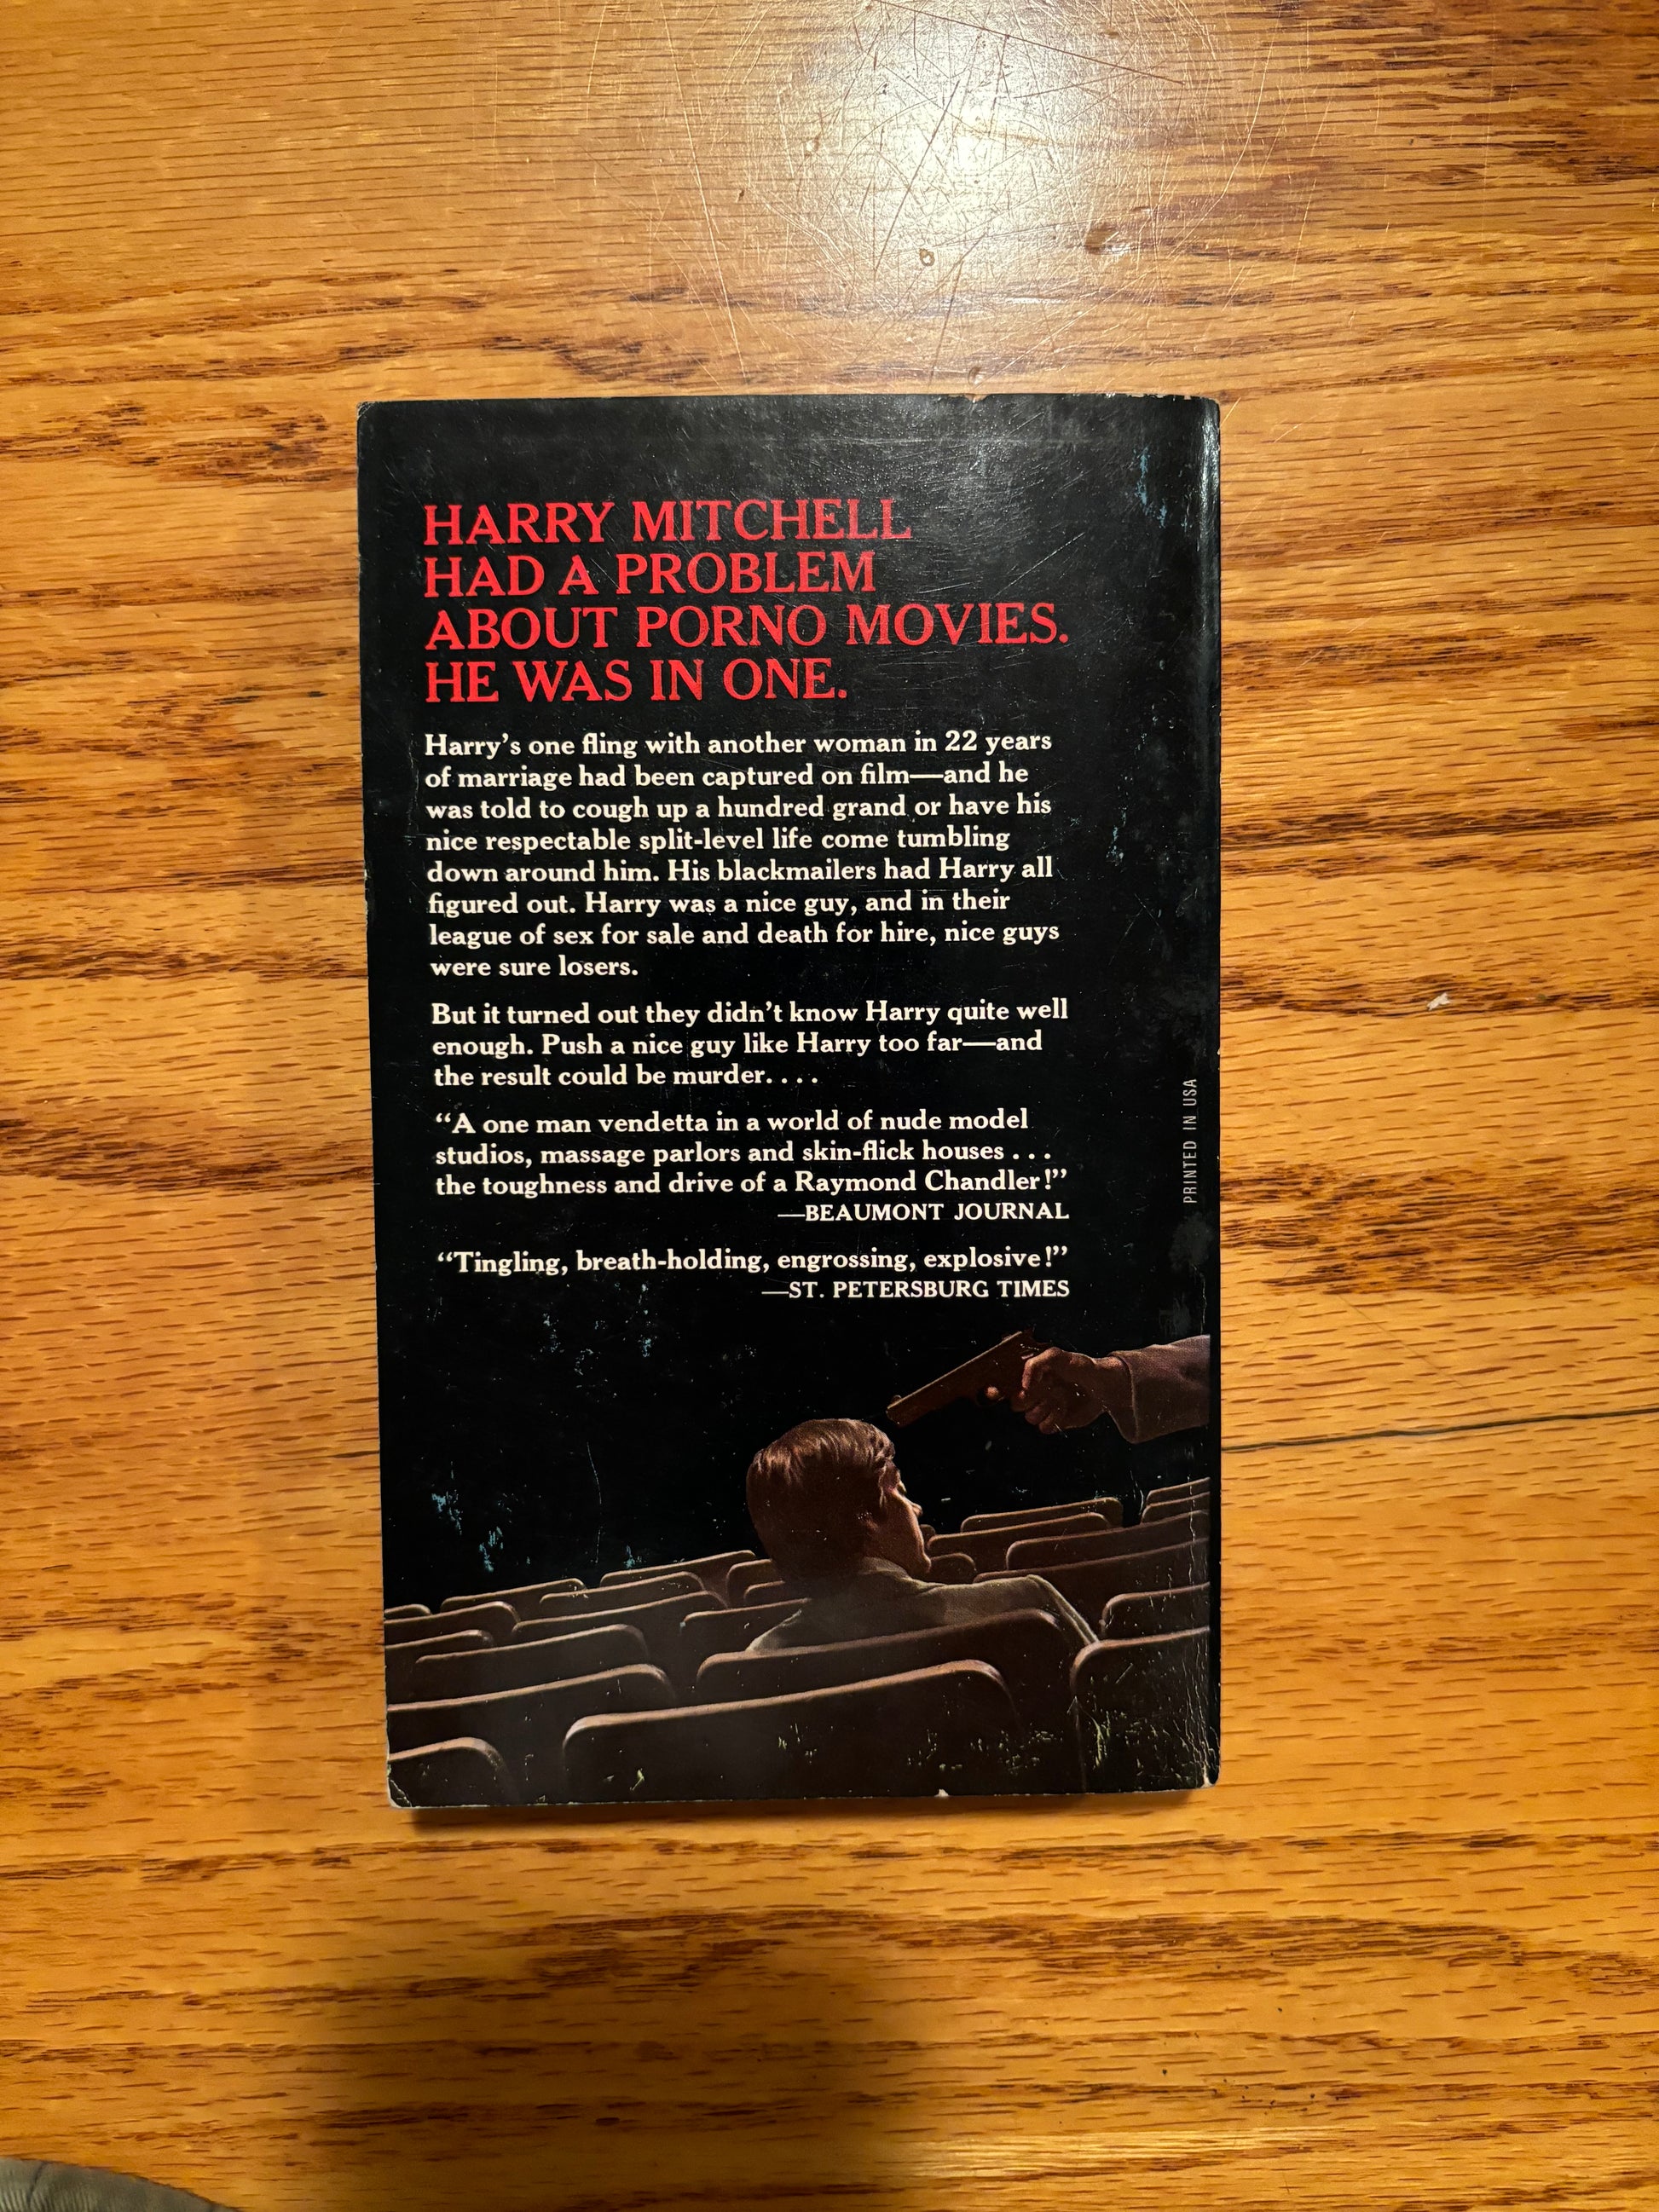 HARRY MITCHELL
HAD A PROBLEM
ABOUT PORNO MOVIES.
HE WAS IN ONE.
Harry's one fling with another woman in 22 years
of marriage had been captured on film—and he
was told to cough up a hundred grand or have his
nice respectable split-level life come tumbling
down around him. His blackmailers had Harry all
figured out. Harry was a nice guy, and in their
league of sex for sale and death for hire, nice guys
were sure losers.
But it turned out they didn't know Harry quite well
enough. Push a nice guy like Harry too far—and
the result could be murder. . . .
“A one man vendetta in a world of nude model
studios, massage parlors and skin-flick houses . . .
the toughness and drive of a Raymond Chandler!”
—BEAUMONT JOURNAL
“Tingling, breath-holding, engrossing, explosive!”
—ST. PETERSBURG TIMES
PRINTED IN USA